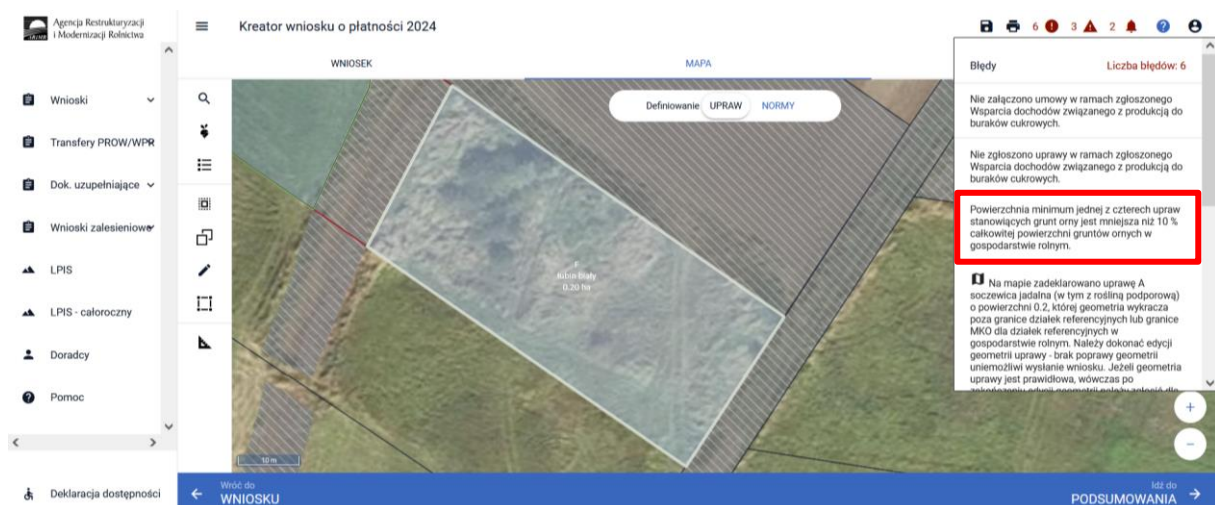 Agencja Restrukturyzacji
i Modernizacji Rolnictwa
Kreator wniosku o płatności 2024
6
3
2
WNIOSEK
MAPA
Wnioski
Transfery PROW/WPR
Dok. uzupełniające
Wnioski zalesieniowe
LPIS
LPIS - całoroczny
Doradcy
Pomoc
Deklaracja dostępności
Definiowanie UPRAW NORMY
łubin Biały
0.20 ha
10 m
Błędy
Liczba błędów: 6
Nie załączono umowy w ramach zgłoszonego
Wsparcia dochodów związanego z produkcją do
buraków cukrowych.
Nie zgłoszono uprawy w ramach zgłoszonego
Wsparcia dochodów związanego z produkcją do
buraków cukrowych.
Powierzchnia minimum jednej z czterech upraw
stanowiących grunt orny jest mniejsza niż 10 %
całkowitej powierzchni gruntów ornych w
gospodarstwie rolnym.
Na mapie zadeklarowano uprawę A
soczewica jadalna (w tym z rośliną podporową)
o powierzchni 0.2, której geometria wykracza
poza granice działek referencyjnych lub granice
MKO dla działek referencyjnych w
gospodarstwie rolnym. Należy dokonać edycji
geometrii uprawy - brak poprawy geometrii
uniemożliwi wysłanie wniosku. Jeżeli geometria
uprawy jest prawidłowa, wówczas po
zakończeniu edycji geometrii należy zgłosić dla
Wróć do
WNIOSKU
Idź do
PODSUMOWANIA